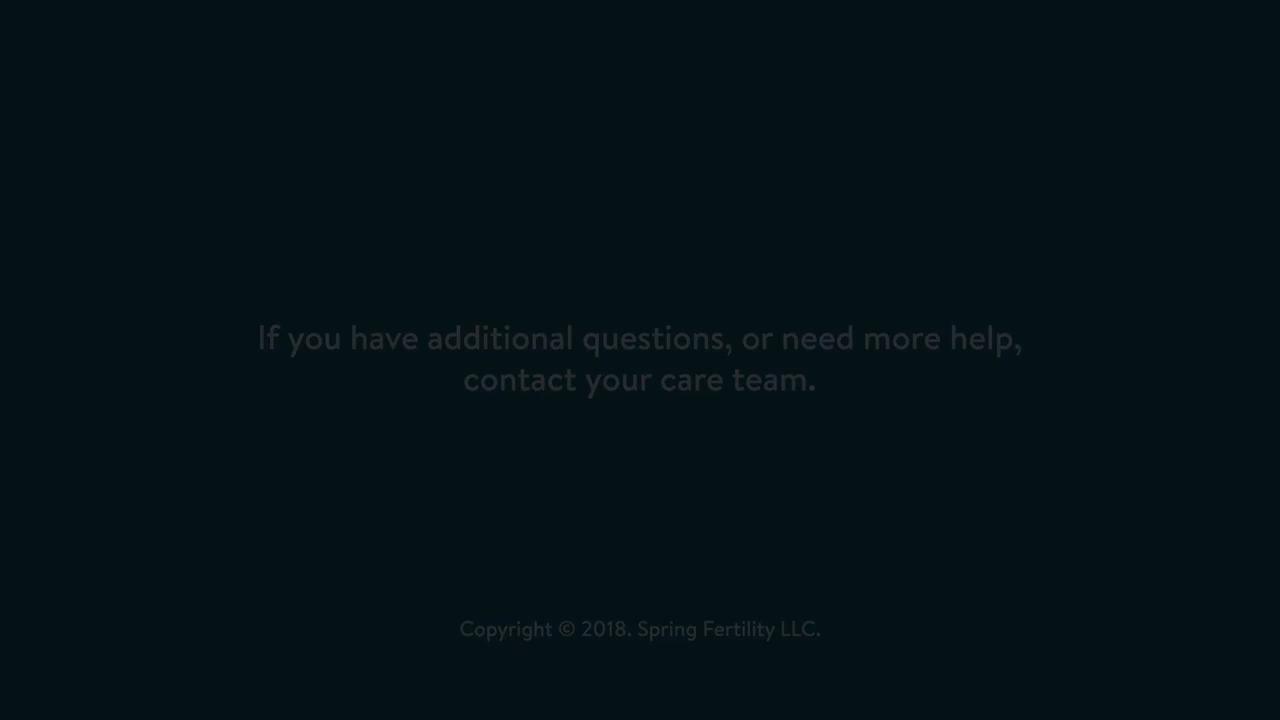 If you have additional questions, or need more help,
contact your care team.
Copyright © 2018. Spring Fertility LLC.